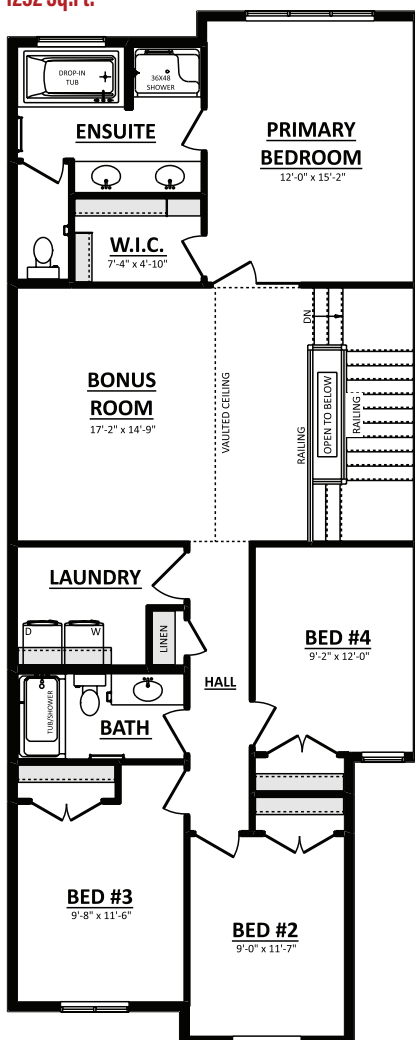 1252 Sq.Ft.
DROP-IN
TUB
36X48
SHOWER
ENSUITE
PRIMARY
BEDROOM
12'-0" x 15'-2"
W.I.C.
7'-4" x 4'-10"
DN
BONUS
ROOM
17'-2" x 14'-9"
VAULTED CEILING
RAILING
OPEN TO BELOW
RAILING
LAUNDRY
D
W
LINEN
BED #4
9'-2" x 12'-0"
HALL
TUB/SHOWER
BATH
BED #3
9'-8" x 11'-6"
BED #2
9'-0" x 11'-7"